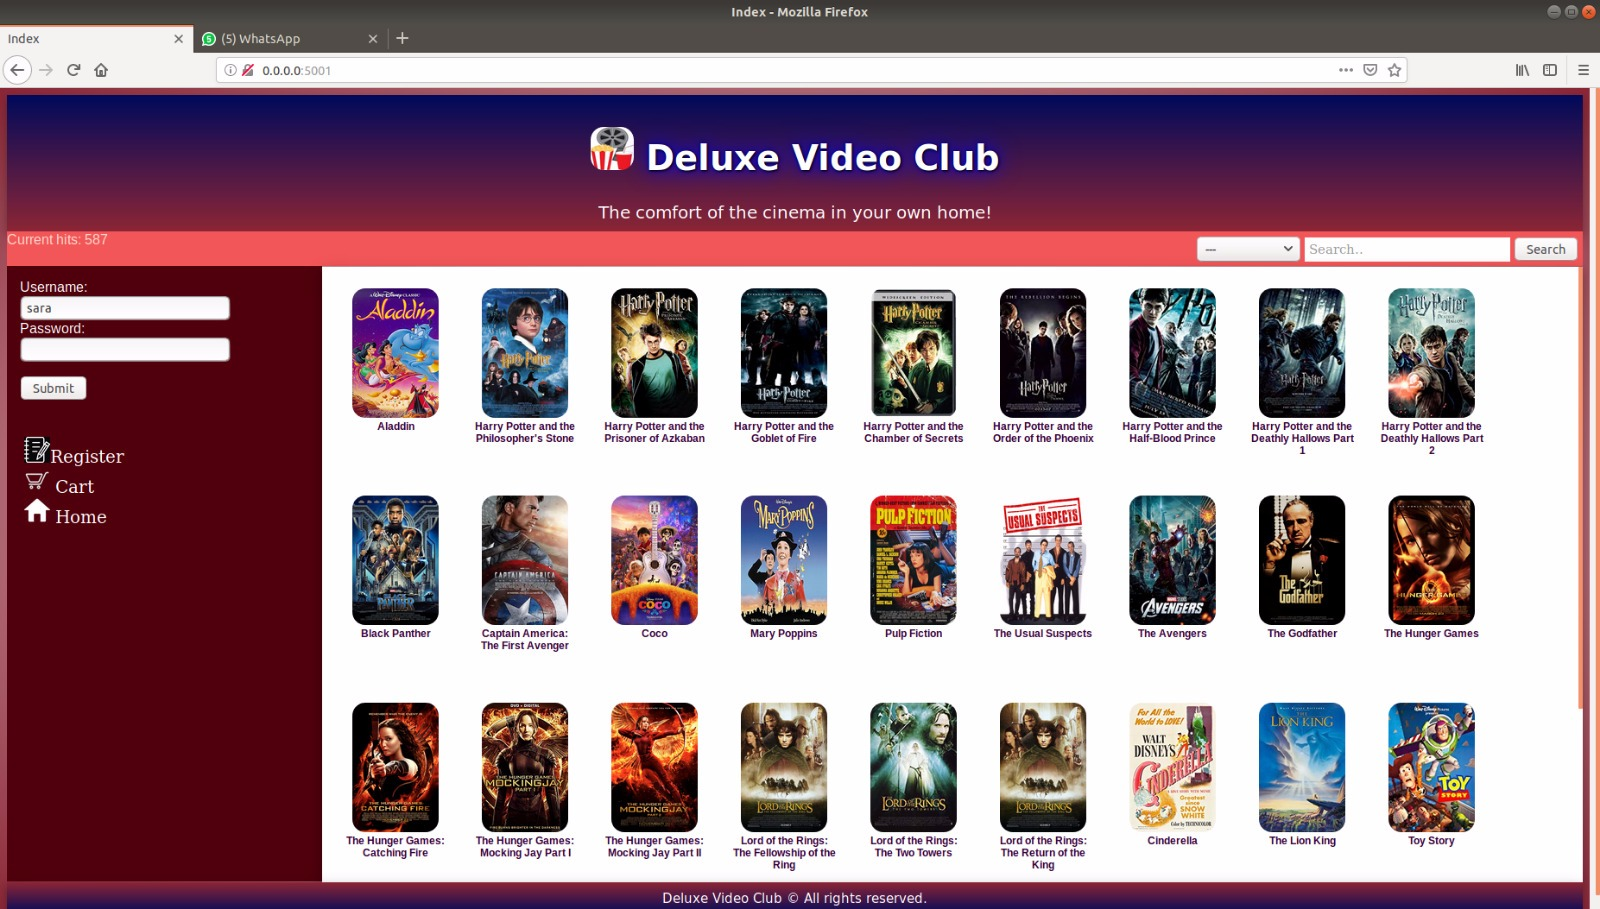 Index - Mozilla Firefox
Index
(5) WhatsApp
0.0.0.0:5001
Deluxe Video Club
The comfort of the cinema in your own home!
Current hits: 587
---
Search..
Search
Username:
sara
Password:
Submit
Register
Cart
Home
Aladdin
Harry Potter and the
Philosopher's Stone
Harry Potter and the
Prisoner of Azkaban
Harry Potter and the
Goblet of Fire
Harry Potter and the
Chamber of Secrets
Harry Potter and the
Order of the Phoenix
Harry Potter and the
Half-Blood Prince
Harry Potter and the
Deathly Hallows Part
1
Harry Potter and the
Deathly Hallows Part
2
Black Panther
Captain America:
The First Avenger
Coco
Mary Poppins
Pulp Fiction
The Usual Suspects
The Avengers
The Godfather
The Hunger Games
The Hunger Games:
Catching Fire
The Hunger Games:
Mocking Jay Part I
The Hunger Games:
Mocking Jay Part II
Lord of the Rings:
The Fellowship of the
Ring
Lord of the Rings:
The Two Towers
Lord of the Rings:
The Return of the
King
Cinderella
The Lion King
Toy Story
Deluxe Video Club © All rights reserved.